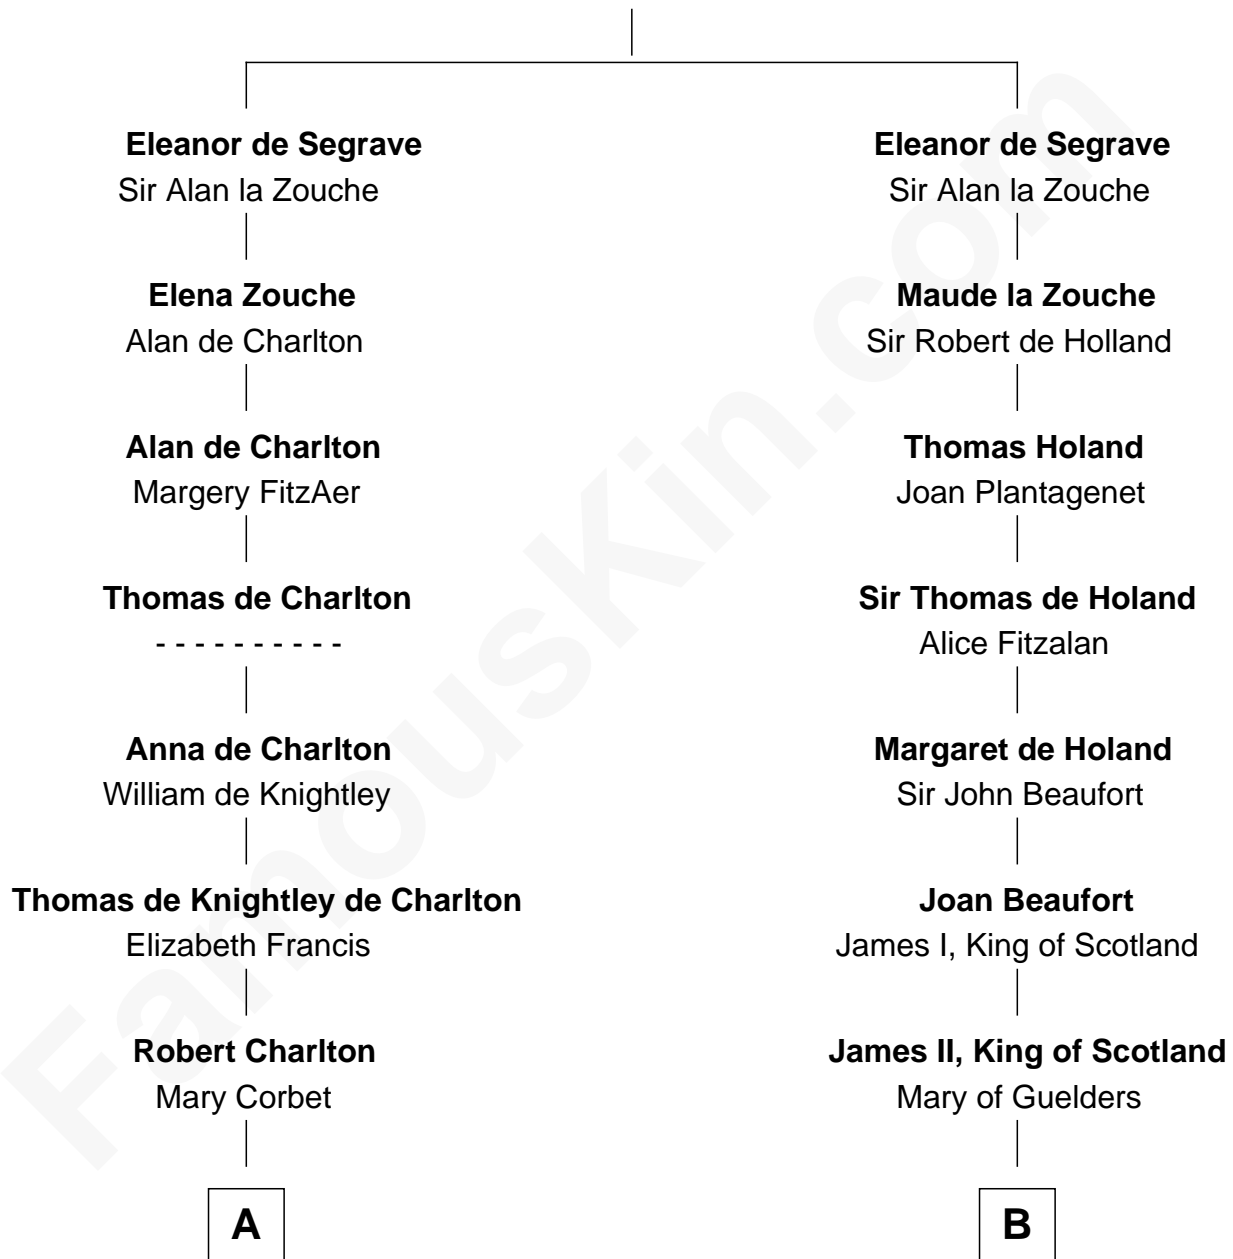 Eleanor de Segrave
Sir Alan la Zouche
Elena Zouche
Alan de Charlton
Alan de Charlton
Margery FitzAer
Thomas de Charlton
- - - - - - - - - -
Anna de Charlton
William de Knightley
Thomas de Knightley de Charlton
Elizabeth Francis
Robert Charlton
Mary Corbet
A
Eleanor de Segrave
Sir Alan la Zouche
Maude la Zouche
Sir Robert de Holland
Thomas Holand
Joan Plantagenet
Sir Thomas de Holand
Alice Fitzalan
Margaret de Holand
Sir John Beaufort
Joan Beaufort
James I, King of Scotland
James II, King of Scotland
Mary of Guelders
B
FamousKin.com